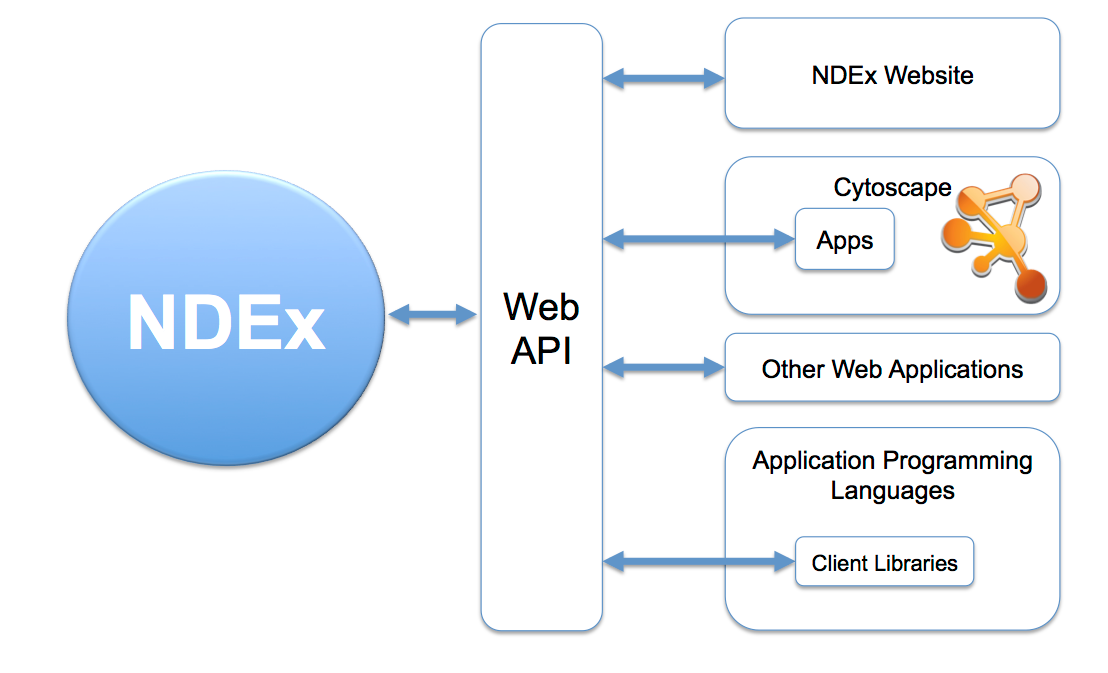 NDEx
Web
API
NDEx Website
Cytoscape
Apps
Other Web Applications
Application Programming
Languages
Client Libraries